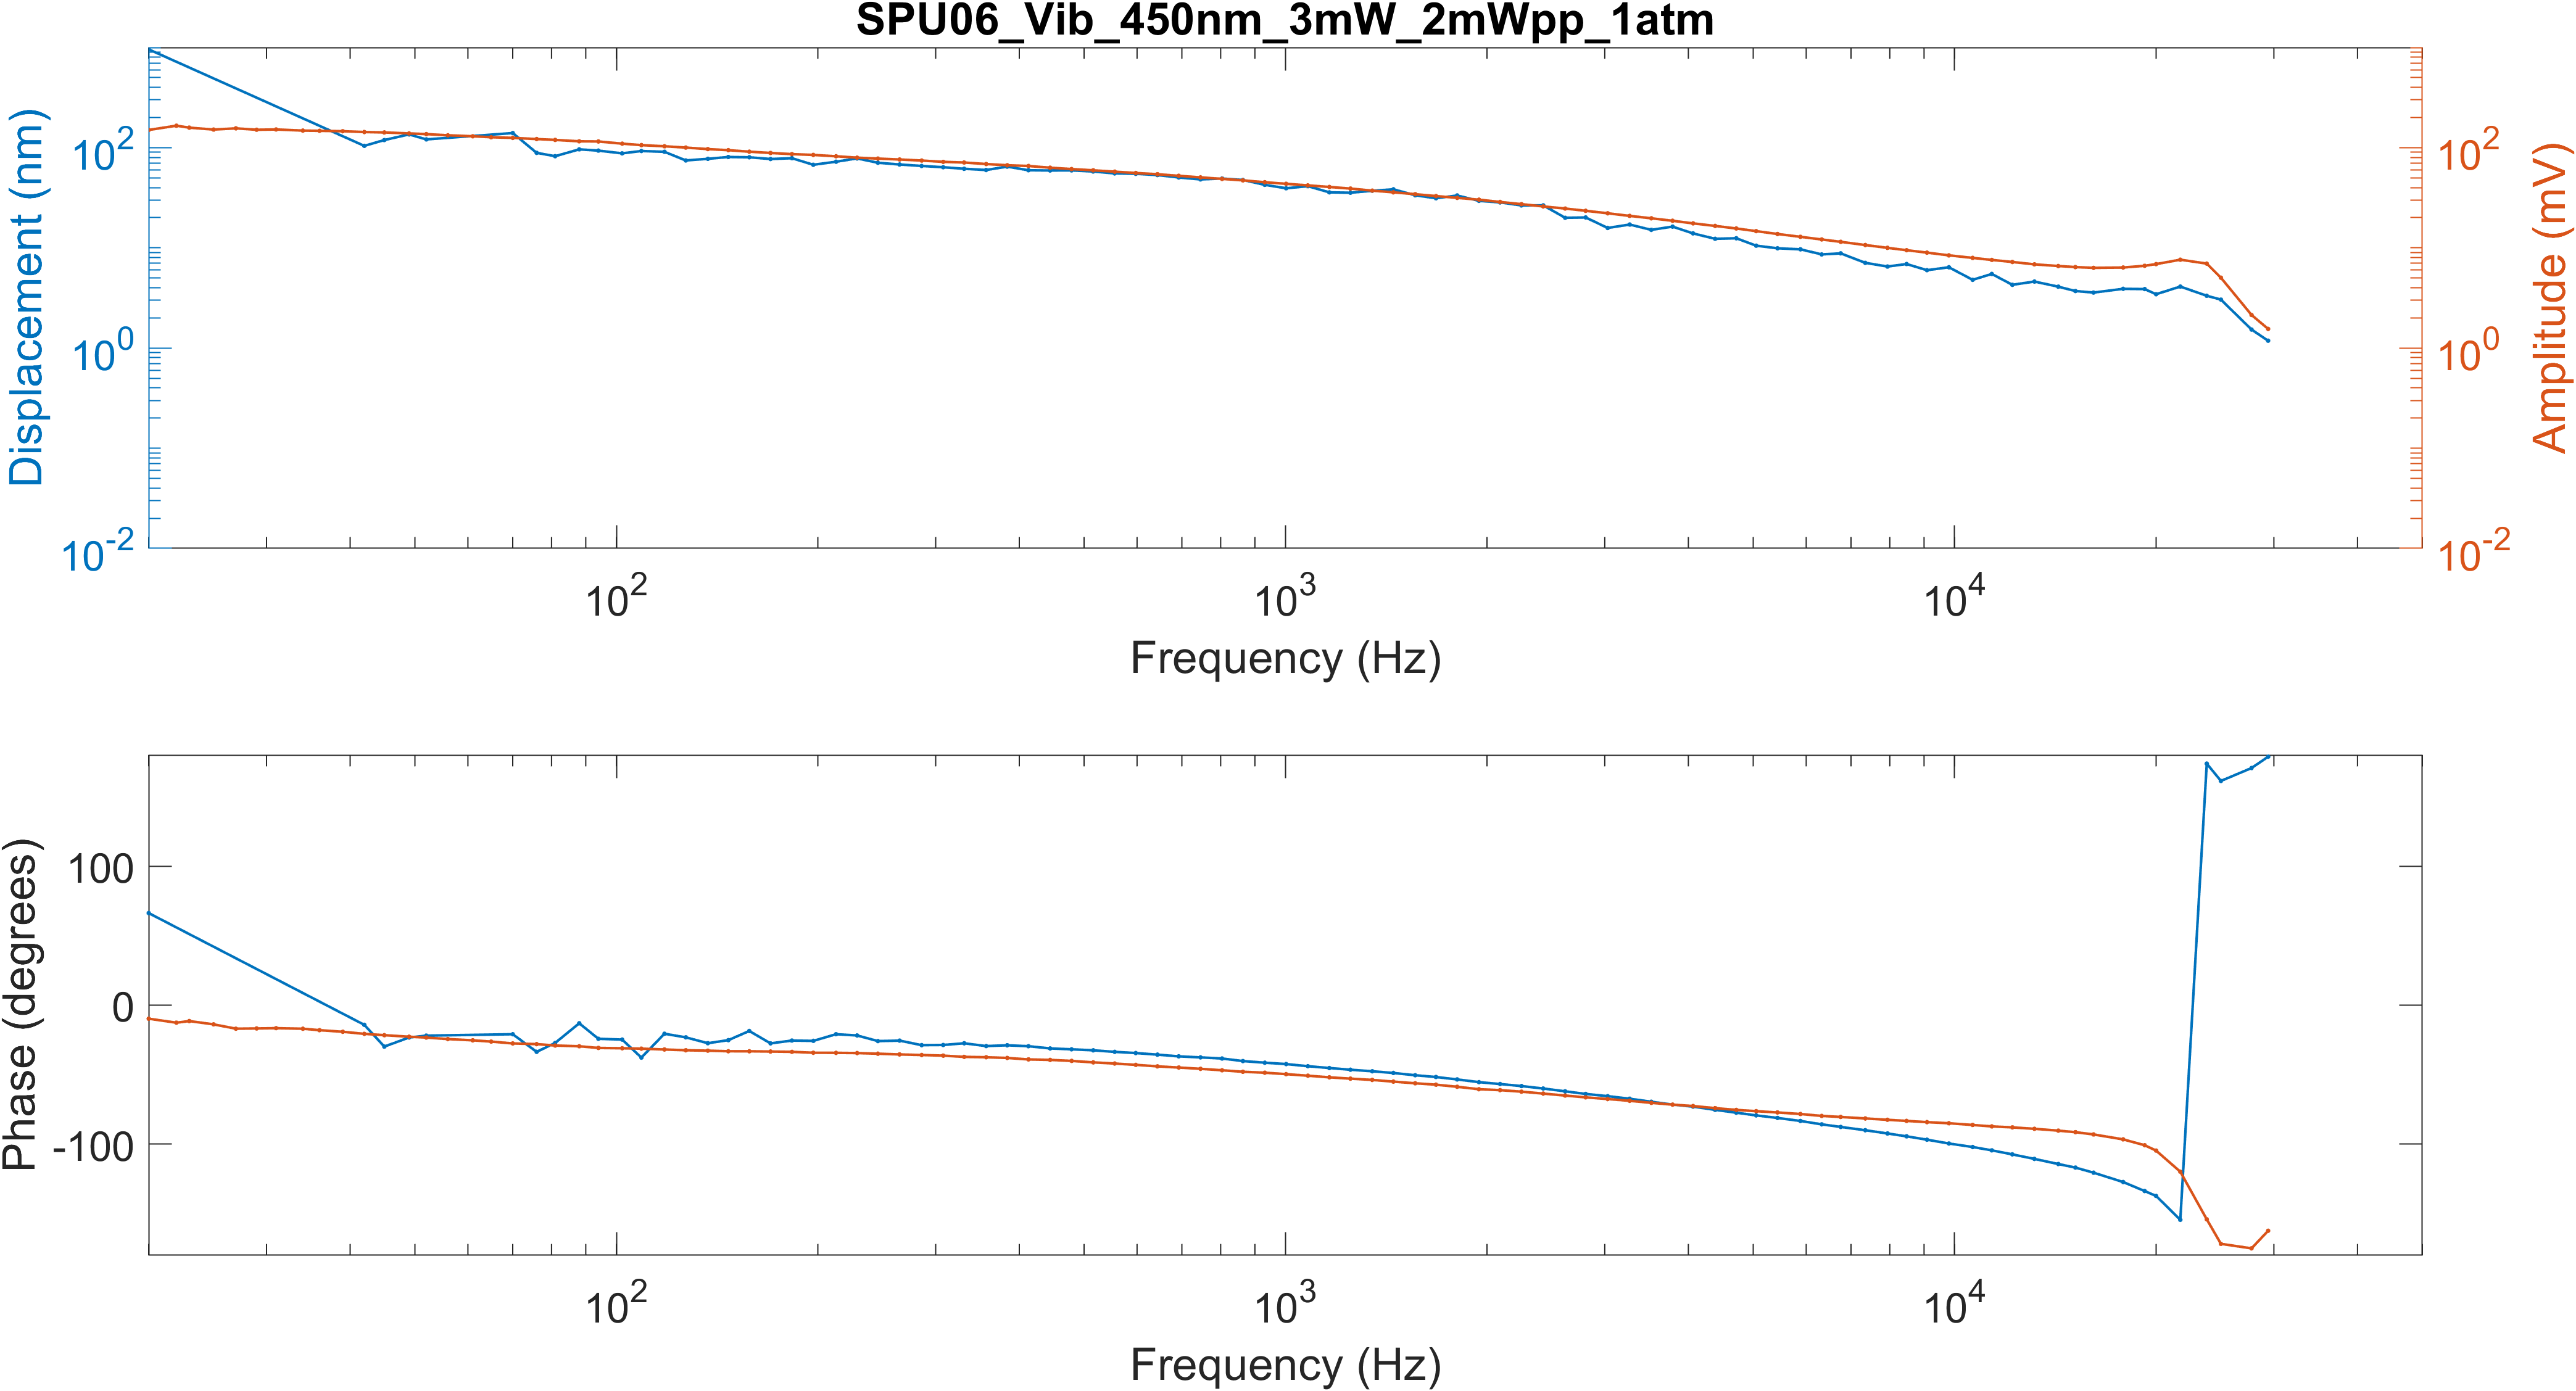 SPU06_Vib_450nm_3mW_2mWpp_1atm
Displacement (nm)
10^2
10^0
10^-2
10^2
10^0
10^-2
Amplitude (mV)
10^2 10^3 10^4
Frequency (Hz)
Phase (degrees)
100
0
-100
10^2 10^3 10^4
Frequency (Hz)